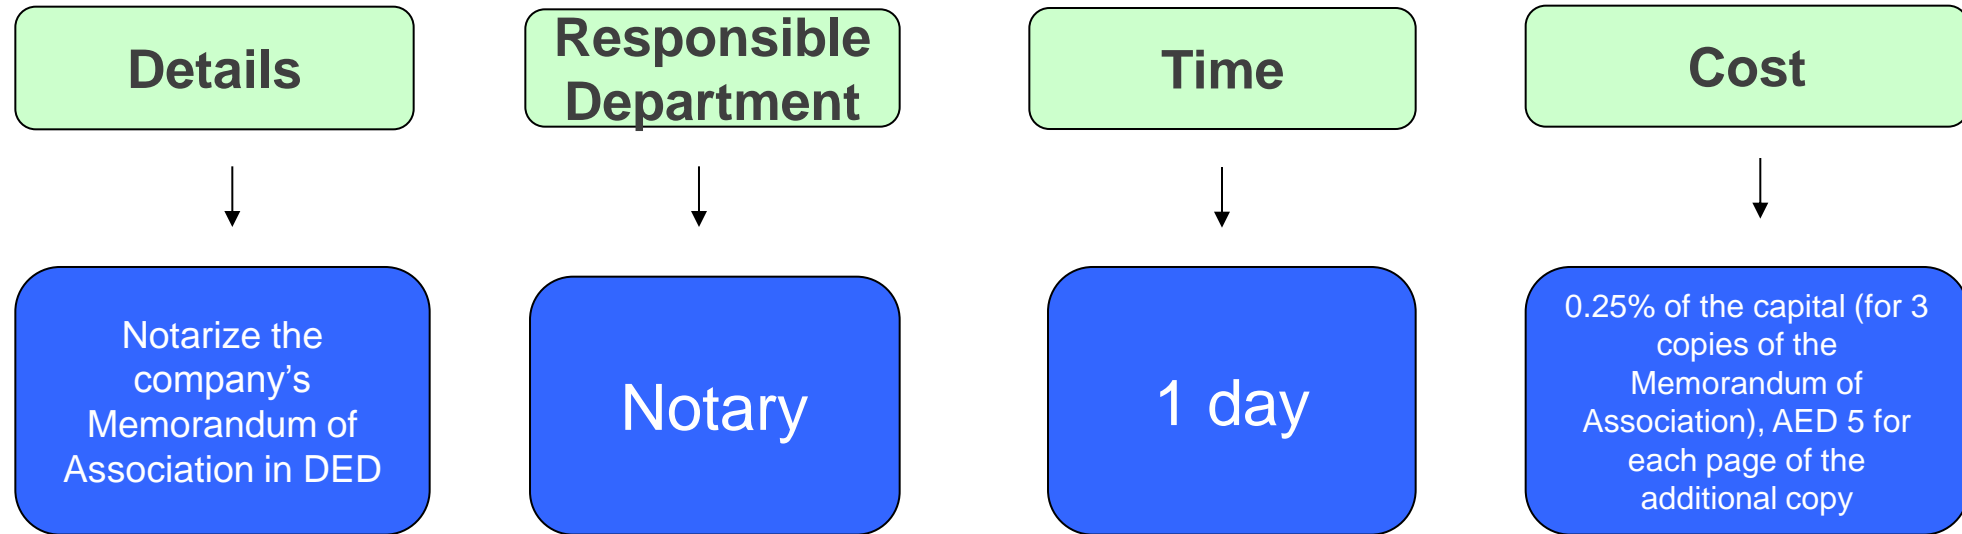 Details
Responsible
Department
Time
Cost
Notarize the
company’s
Memorandum of
Association in DED
Notary
1 day
0.25% of the capital (for 3
copies of the
Memorandum of
Association), AED 5 for
each page of the
additional copy